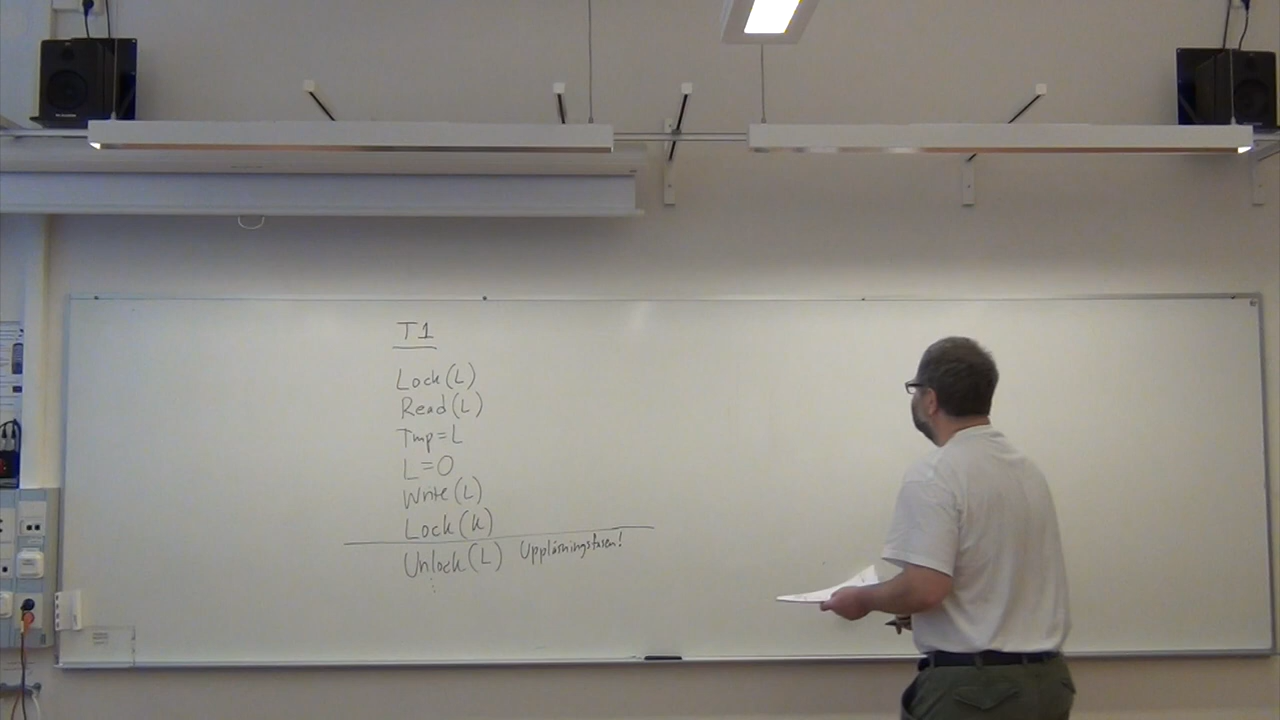 T1
Lock(L)
Read(L)
Tmp=L
L=0
Write(L)
Lock(K)
Unlock(L) Upplåsningsfasen!
⋮